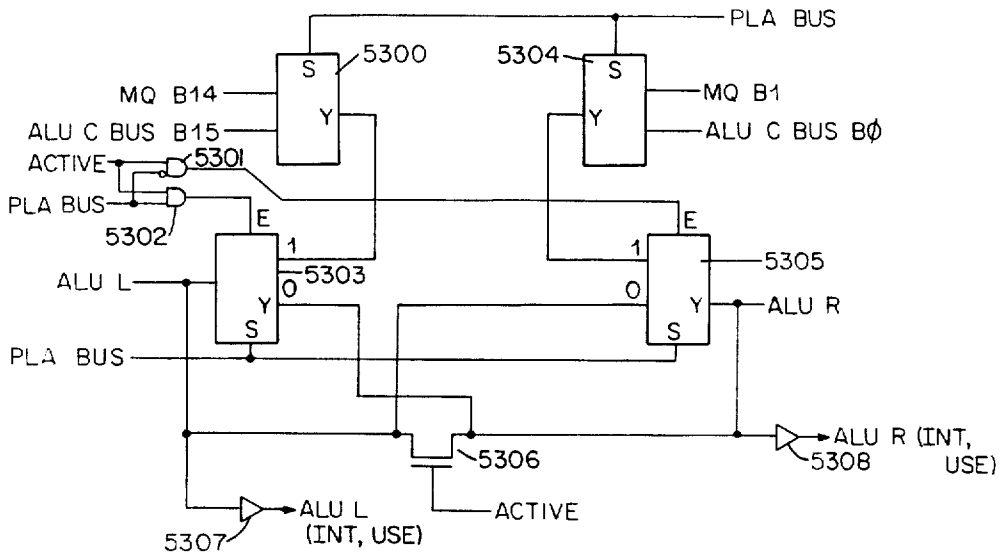 PLA BUS
S
5300
5304
S
MQ B14
Y
Y
MQ B1
ALU C BUS B15
ALU C BUS BØ
ACTIVE
5301
PLA BUS
5302
E
E
1
1
5303
5305
ALU L
0
0
Y
Y
ALU R
S
S
PLA BUS
5306
ALU R (INT,
USE)
5308
ACTIVE
ALU L
(INT, USE)
5307